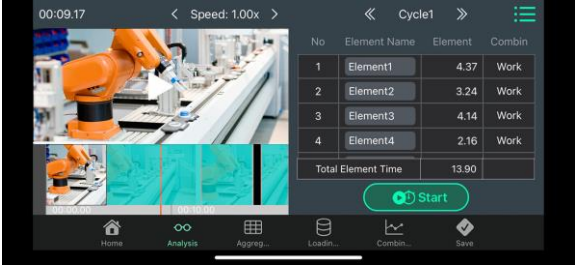 00:09.17 < Speed: 1.00x > « Cycle1 »
No Element Name Element Combin
1 Element1 4.37 Work
2 Element2 3.24 Work
3 Element3 4.14 Work
4 Element4 2.16 Work
Total Element Time 13.90
00:00.00 00:10.00
Start
Home Analysis Aggreg... Loadin... Combin... Save